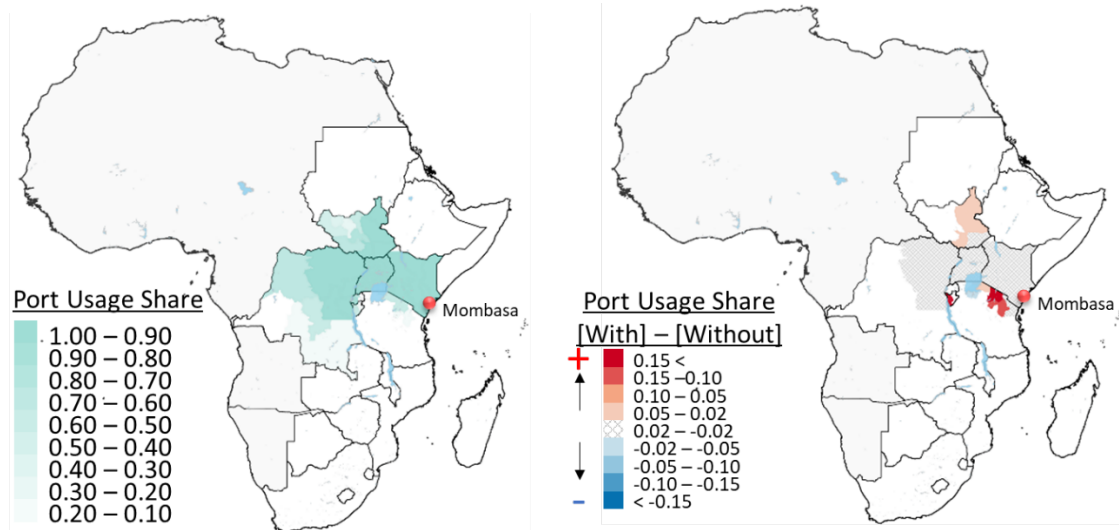 Port Usage Share
1.00 – 0.90
0.90 – 0.80
0.80 – 0.70
0.70 – 0.60
0.60 – 0.50
0.50 – 0.40
0.40 – 0.30
0.30 – 0.20
0.20 – 0.10
Mombasa
Port Usage Share
[With] – [Without]
+
0.15 <
0.15 –0.10
0.10 – 0.05
0.05 – 0.02
0.02 – -0.02
-0.02 – -0.05
-0.05 – -0.10
-0.10 – -0.15
< -0.15
-
Mombasa